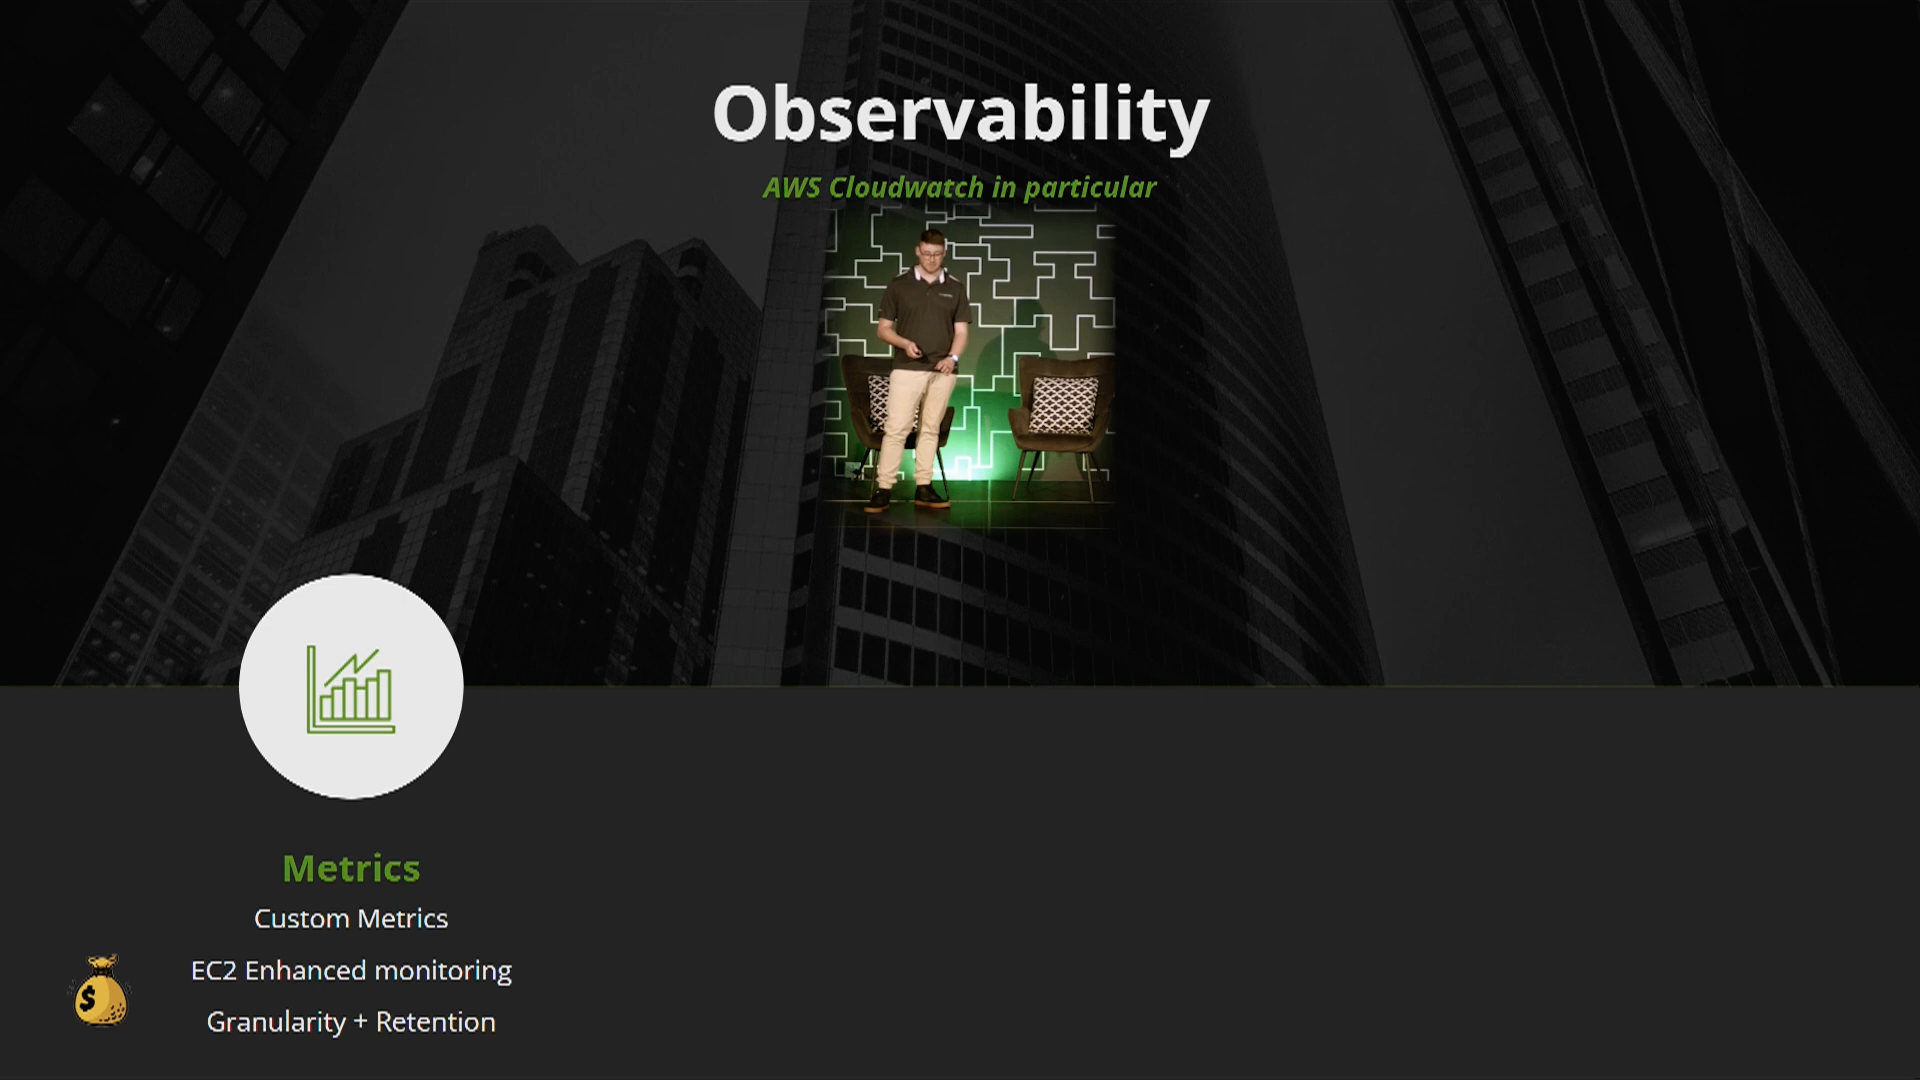 Observability
AWS Cloudwatch in particular
Metrics
Custom Metrics
EC2 Enhanced monitoring
$
Granularity + Retention